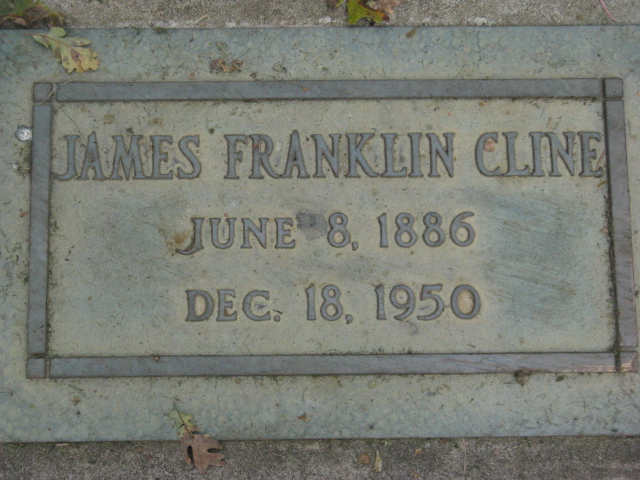 JAMES FRANKLIN CLINE
JUNE 8, 1886
DEC. 18, 1950